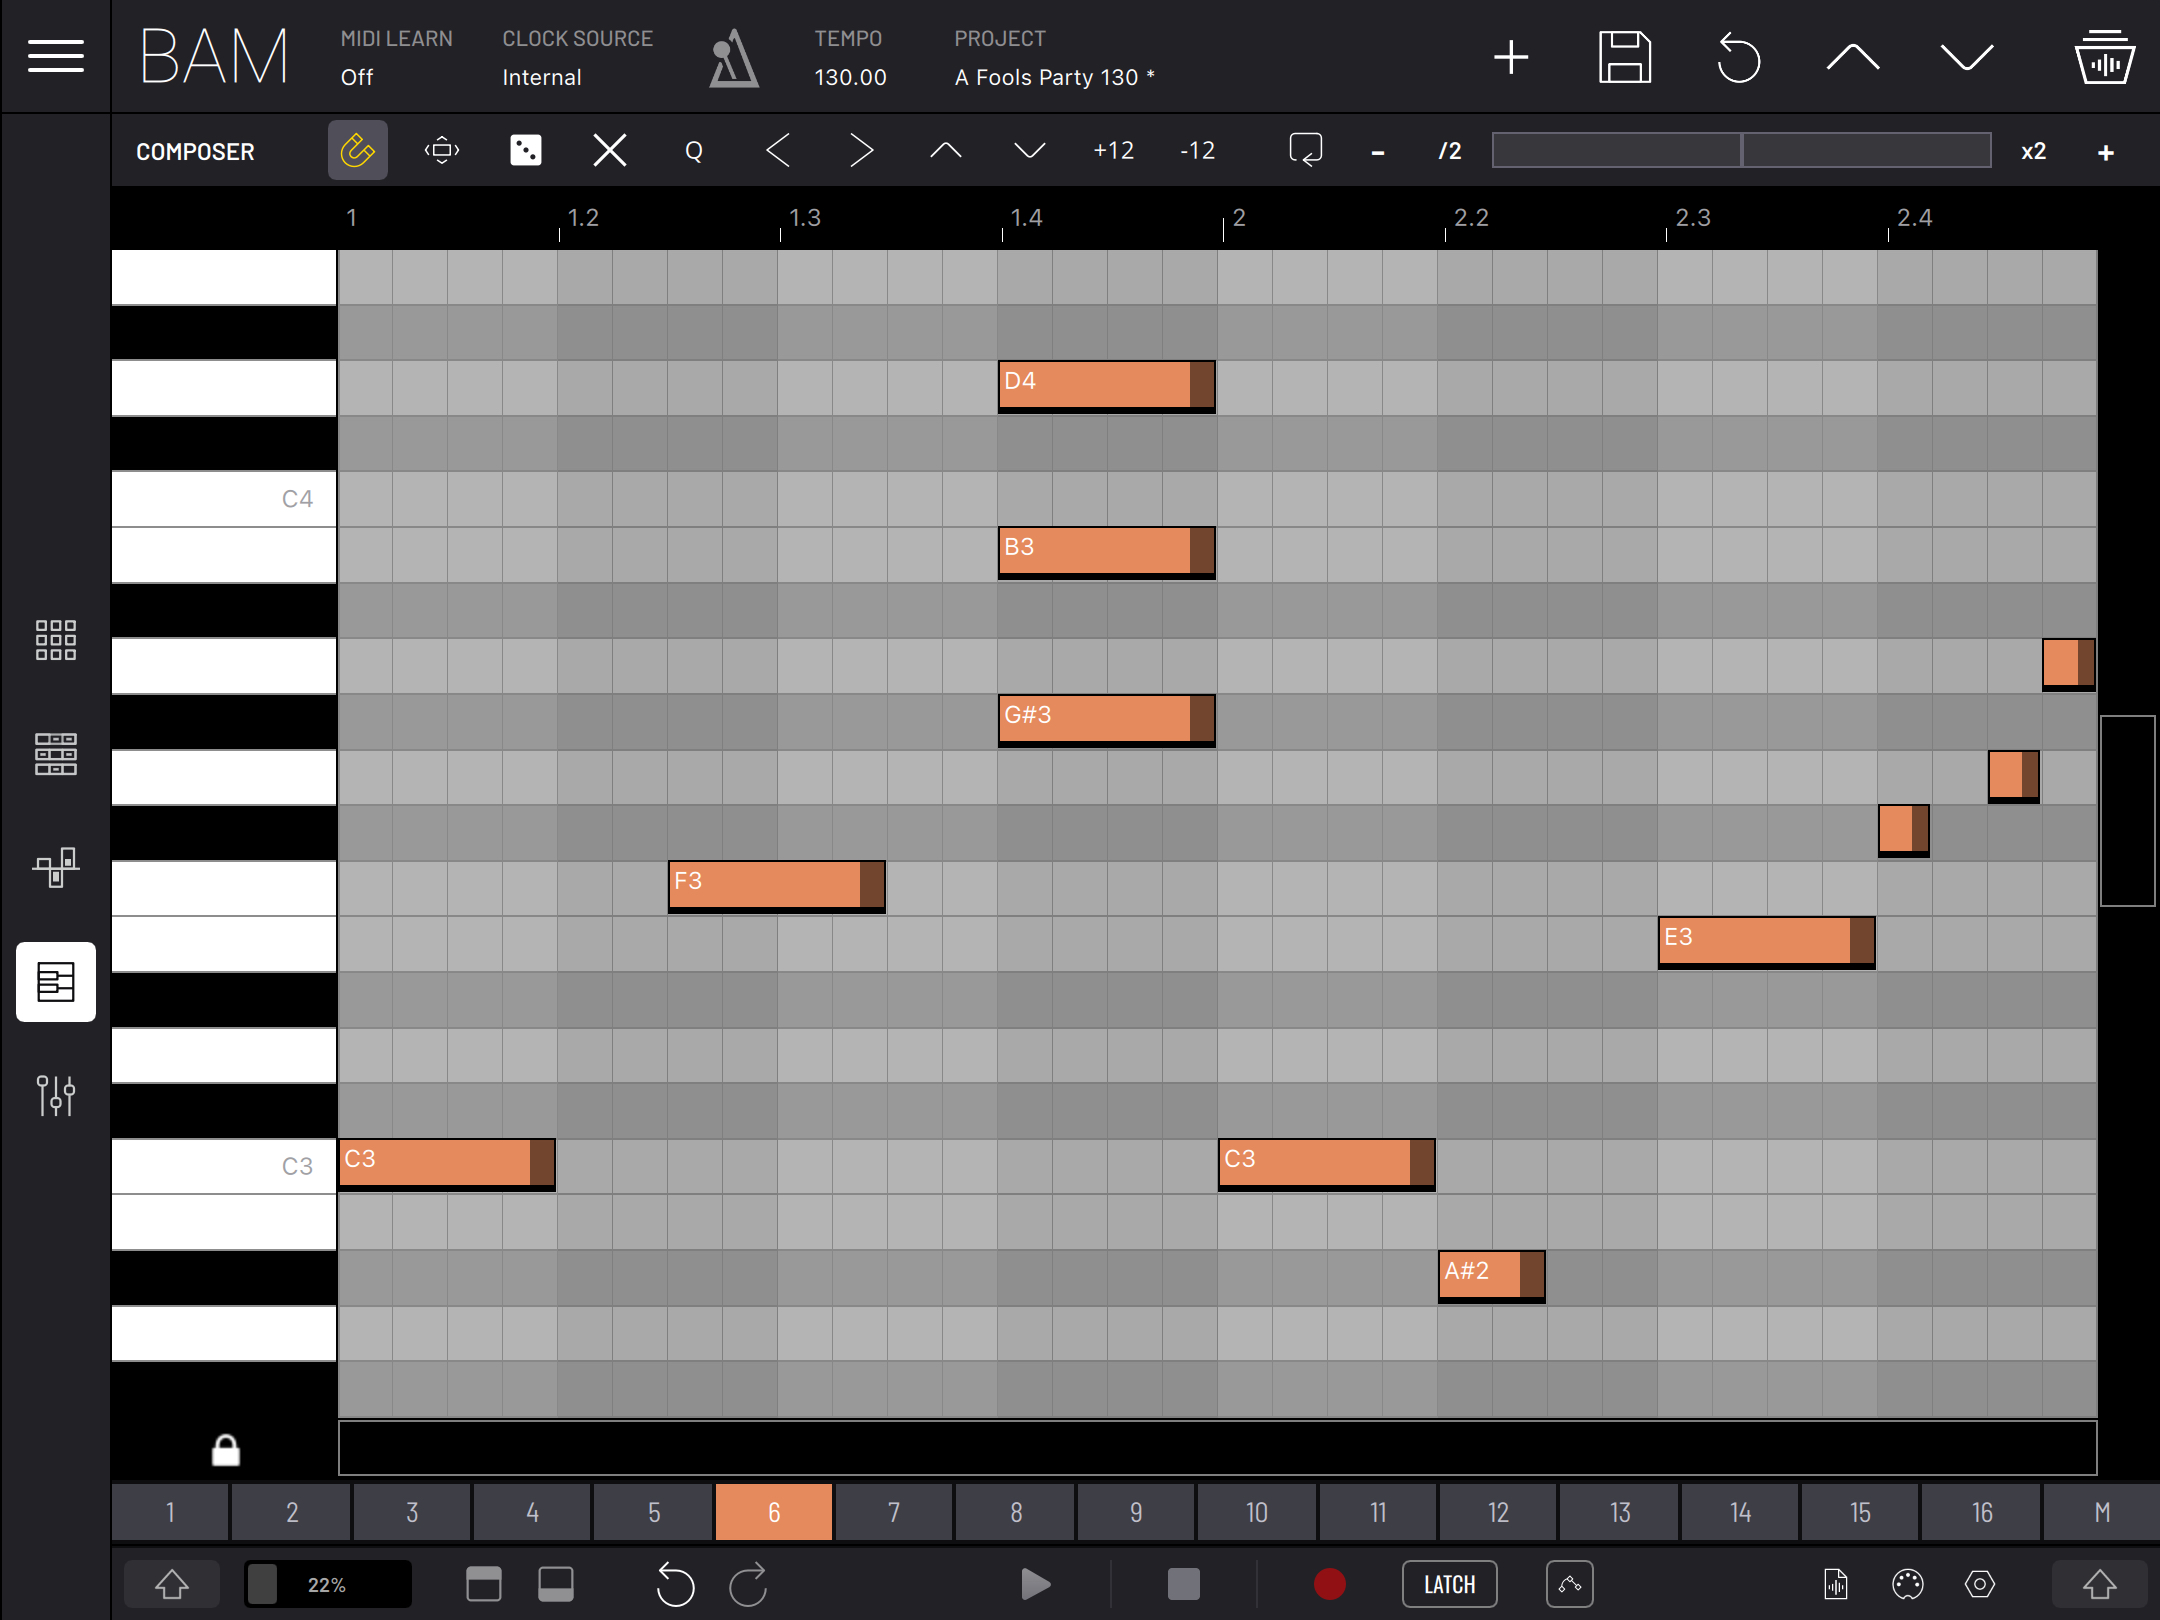 BAM
MIDI LEARN CLOCK SOURCE TEMPO PROJECT
Off Internal 130.00 A Fools Party 130 *
COMPOSER Q +12 -12 - /2 x2 +
1 1.2 1.3 1.4 2 2.2 2.3 2.4
D4
C4
B3
G#3
F3
E3
C3 C3 C3
A#2
1 2 3 4 5 6 7 8 9 10 11 12 13 14 15 16 M
22% LATCH